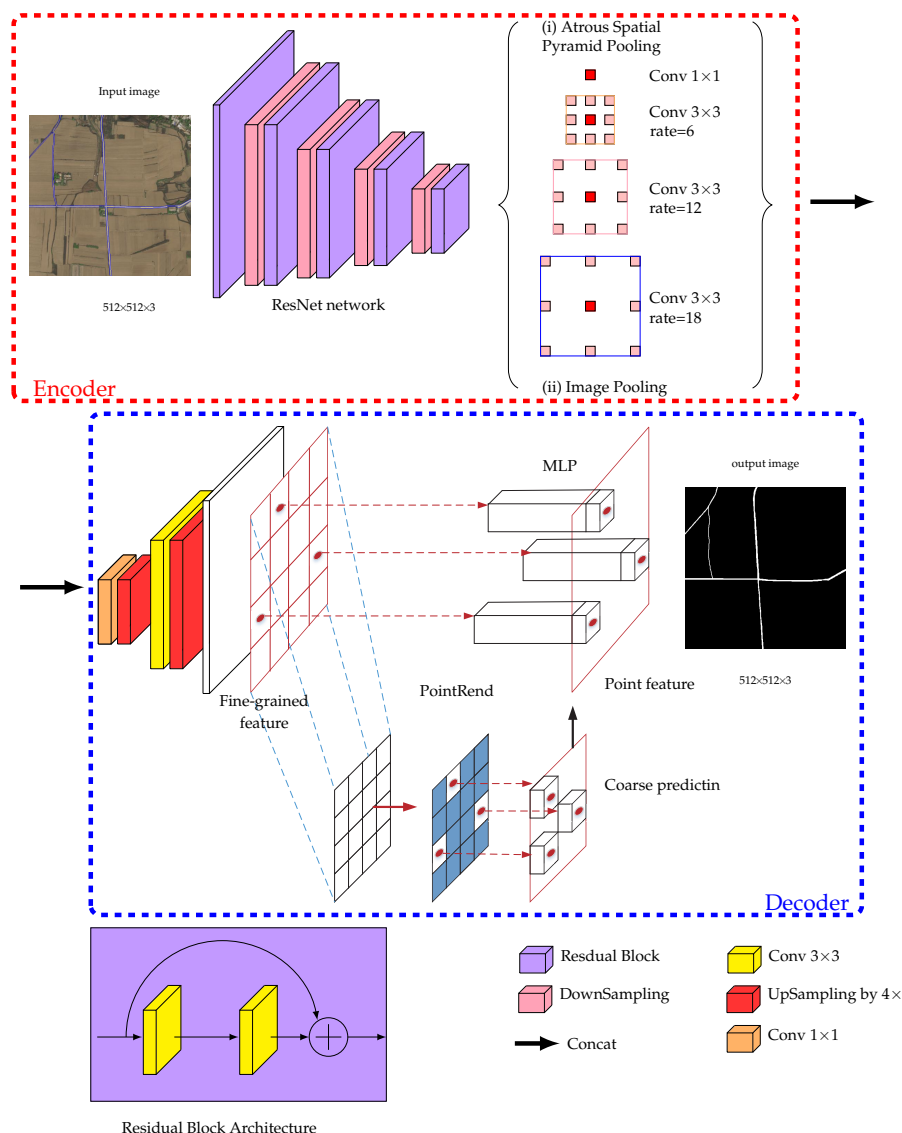 (i) Atrous Spatial
Pyramid Pooling
Input image
Conv 1×1
Conv 3×3
rate=6
Conv 3×3
rate=12
512×512×3
ResNet network
Conv 3×3
rate=18
Encoder
(ii) Image Pooling
MLP
output image
Fine-grained
feature
PointRend
Point feature
512×512×3
Coarse predictin
Decoder
Resdual Block
Conv 3×3
DownSampling
UpSampling by 4×
Concat
Conv 1×1
Residual Block Architecture